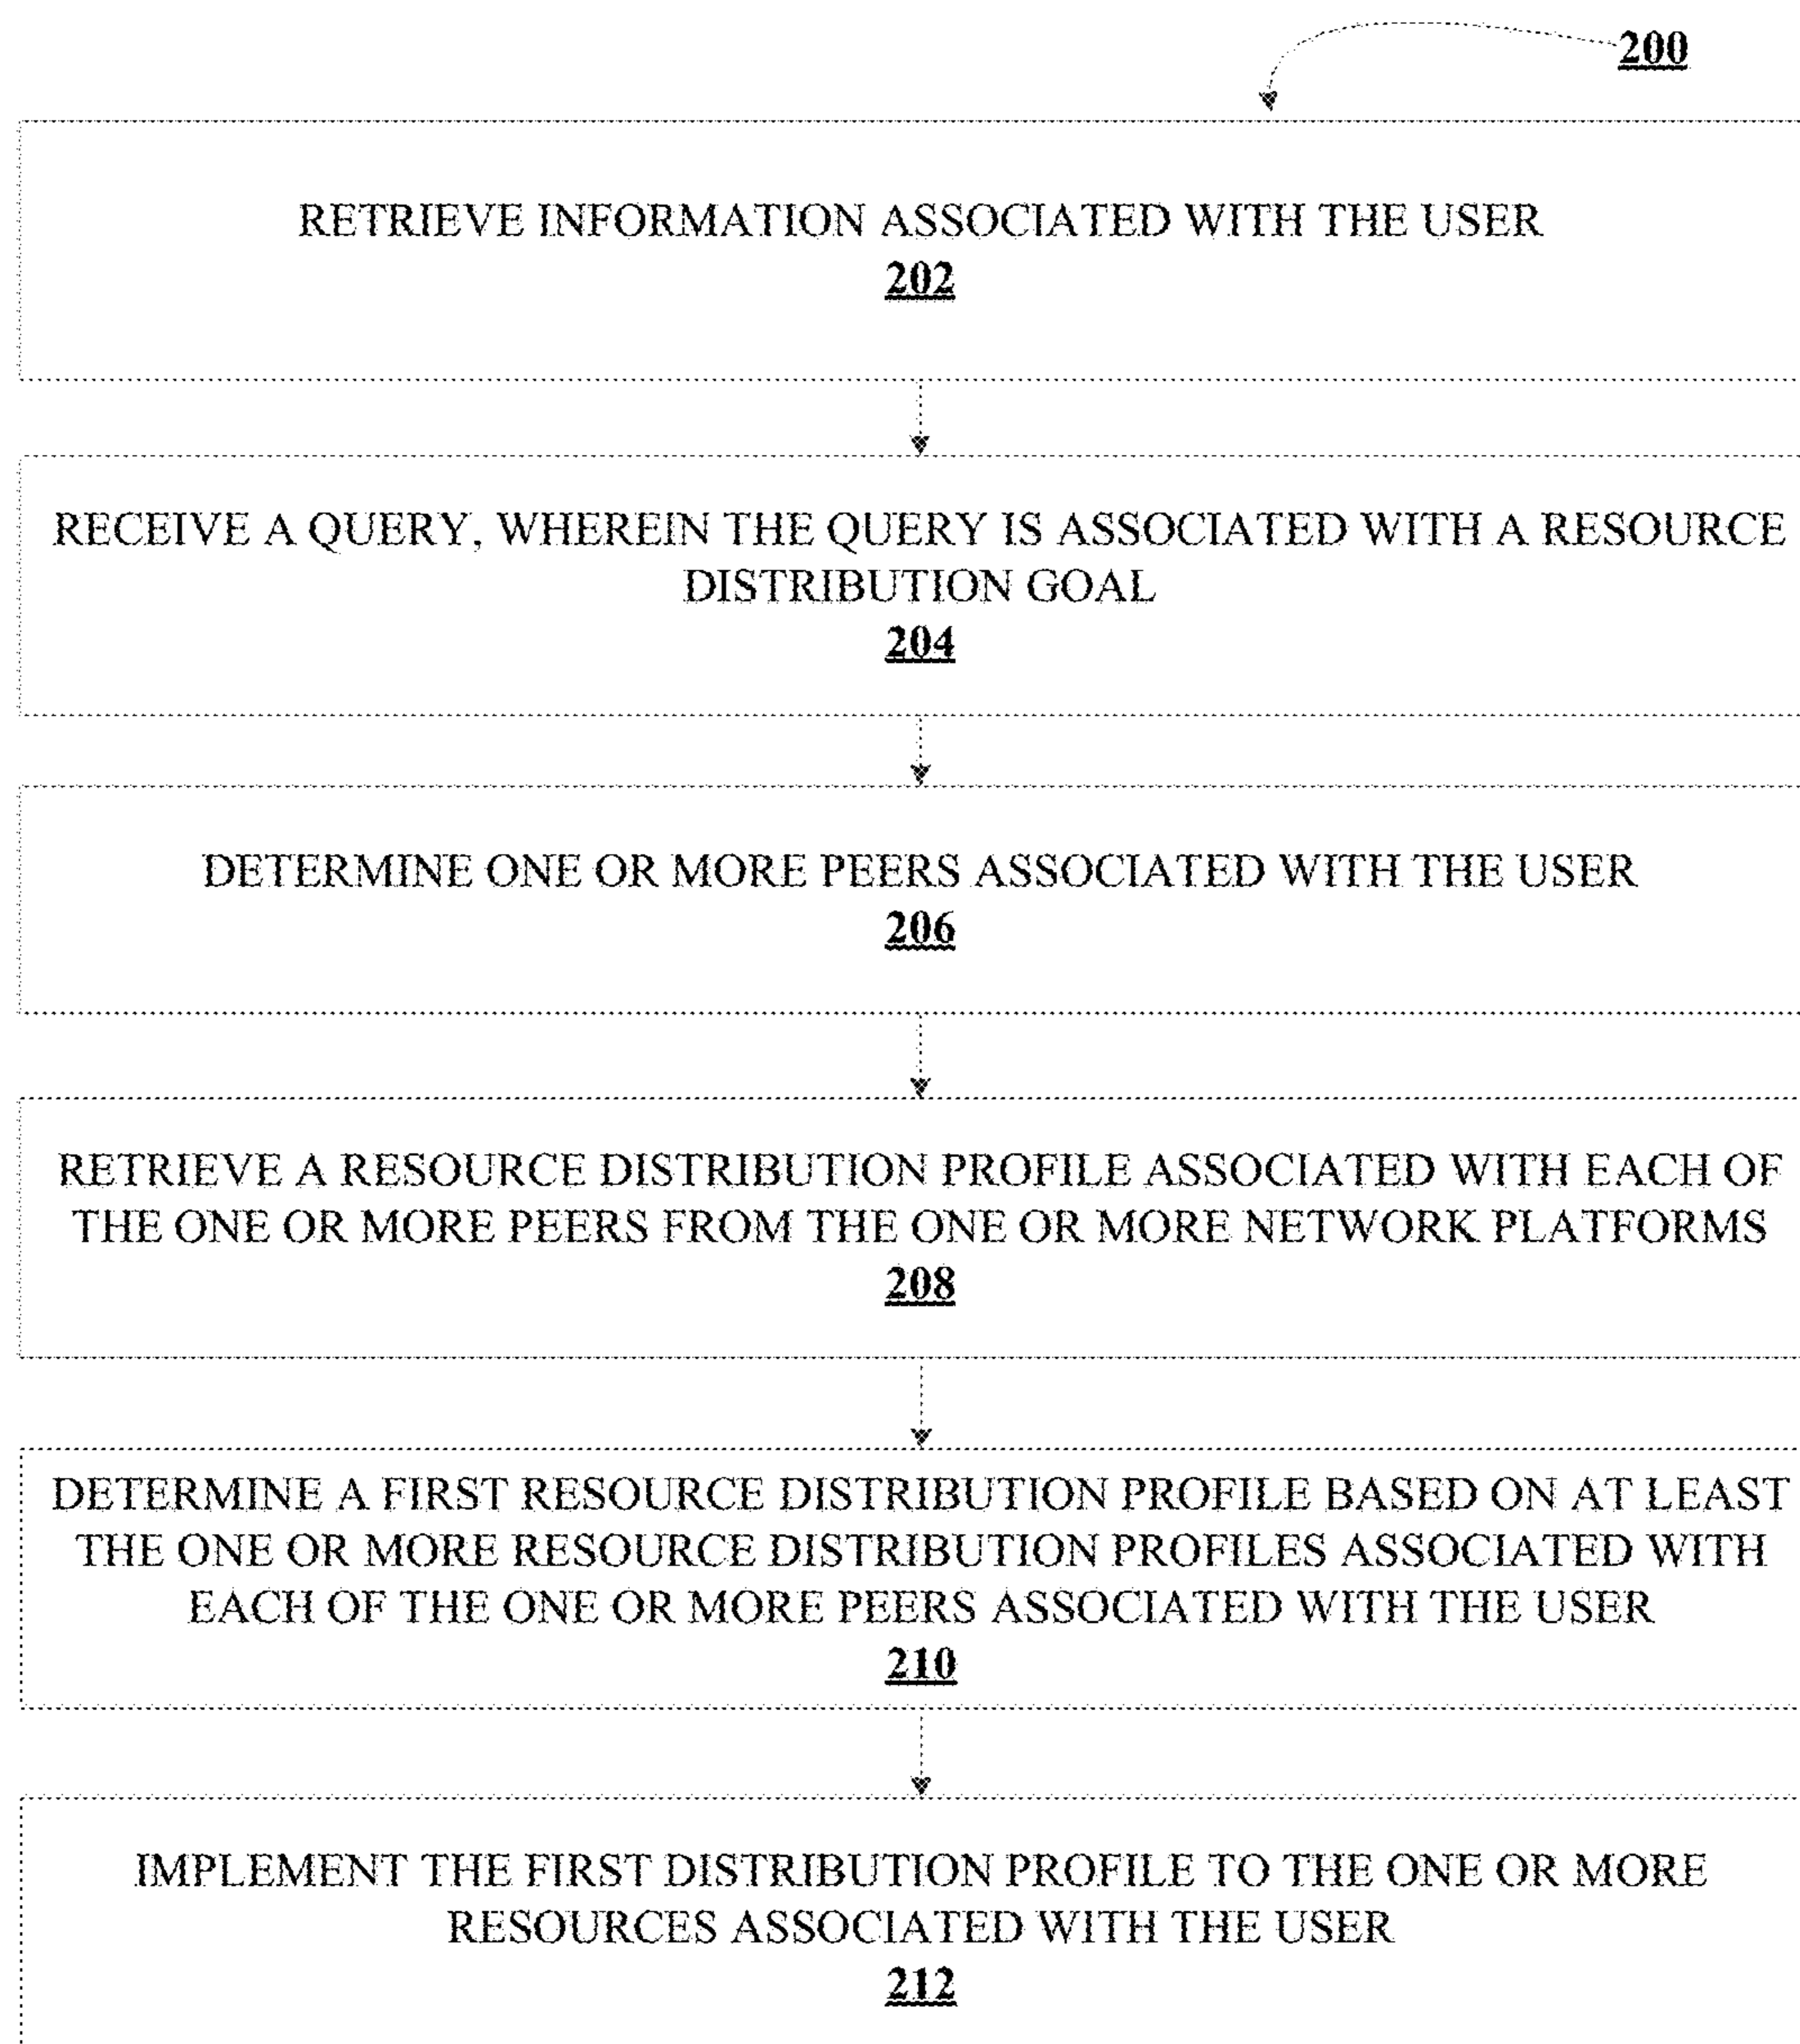 200
RETRIEVE INFORMATION ASSOCIATED WITH THE USER
202
RECEIVE A QUERY, WHEREIN THE QUERY IS ASSOCIATED WITH A RESOURCE
DISTRIBUTION GOAL
204
DETERMINE ONE OR MORE PEERS ASSOCIATED WITH THE USER
206
RETRIEVE A RESOURCE DISTRIBUTION PROFILE ASSOCIATED WITH EACH OF
THE ONE OR MORE PEERS FROM THE ONE OR MORE NETWORK PLATFORMS
208
DETERMINE A FIRST RESOURCE DISTRIBUTION PROFILE BASED ON AT LEAST
THE ONE OR MORE RESOURCE DISTRIBUTION PROFILES ASSOCIATED WITH
EACH OF THE ONE OR MORE PEERS ASSOCIATED WITH THE USER
210
IMPLEMENT THE FIRST DISTRIBUTION PROFILE TO THE ONE OR MORE
RESOURCES ASSOCIATED WITH THE USER
212